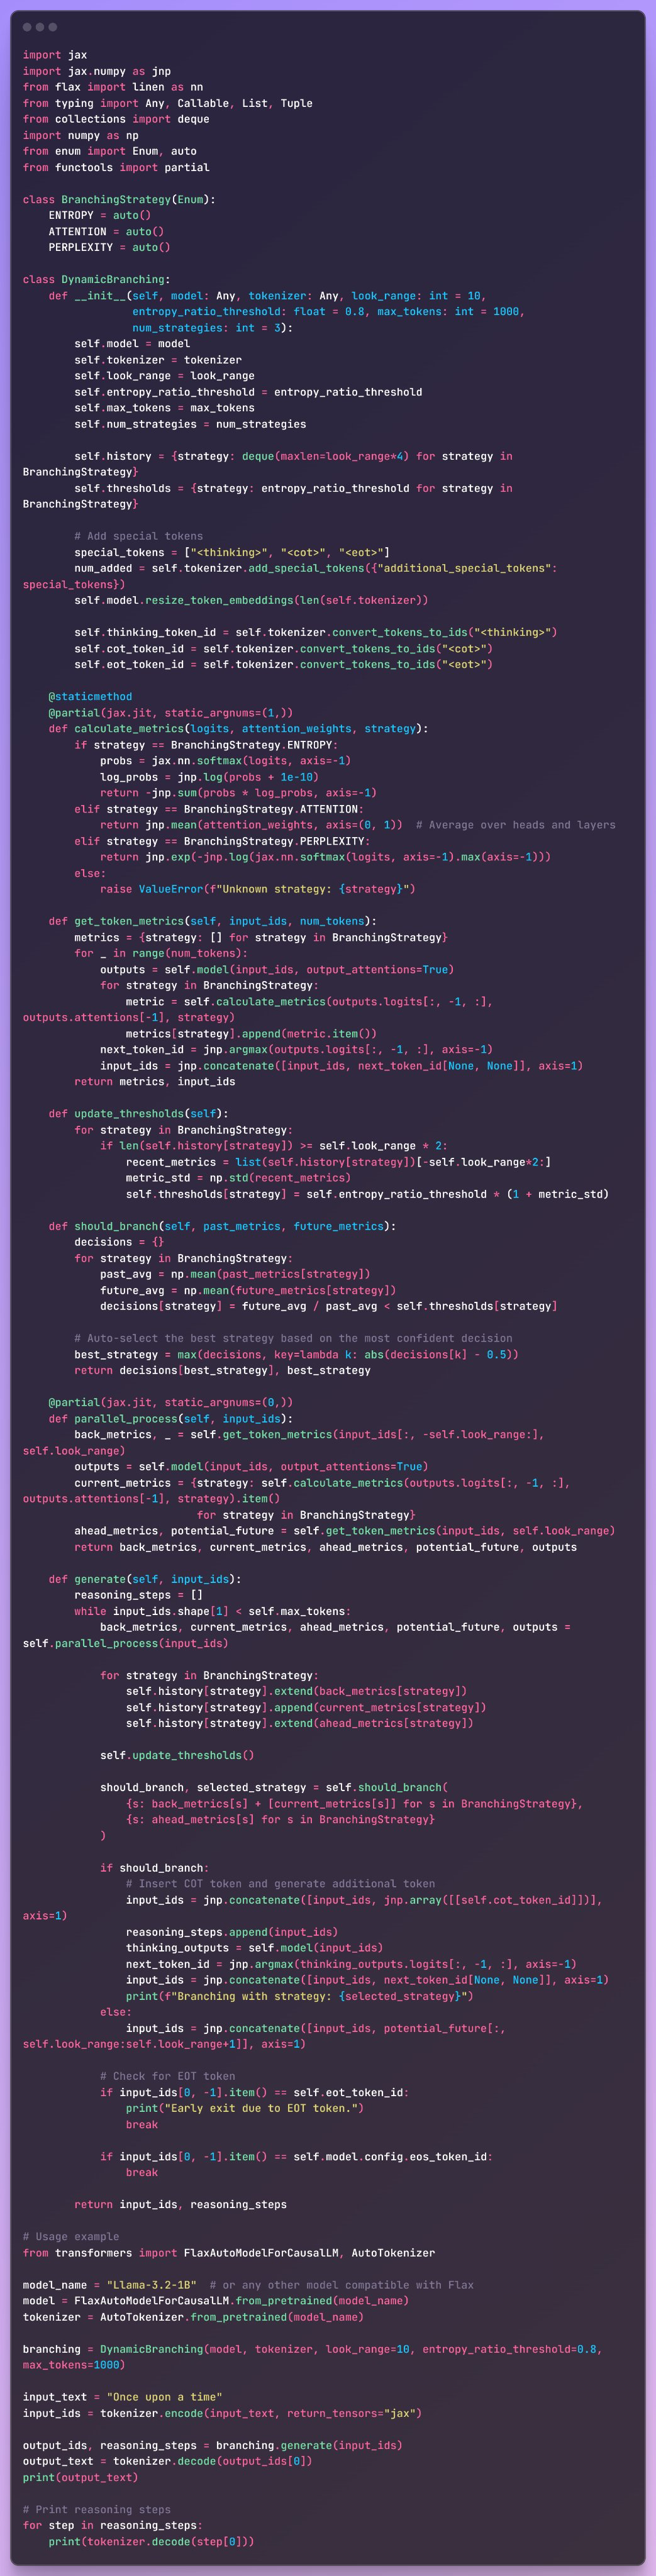 import jax
import jax.numpy as jnp
from flax import linen as nn
from typing import Any, Callable, List, Tuple
from collections import deque
import numpy as np
from enum import Enum, auto
from functools import partial

class BranchingStrategy(Enum):
    ENTROPY = auto()
    ATTENTION = auto()
    PERPLEXITY = auto()

class DynamicBranching:
    def __init__(self, model: Any, tokenizer: Any, look_range: int = 10,
                 entropy_ratio_threshold: float = 0.8, max_tokens: int = 1000,
                 num_strategies: int = 3):
        self.model = model
        self.tokenizer = tokenizer
        self.look_range = look_range
        self.entropy_ratio_threshold = entropy_ratio_threshold
        self.max_tokens = max_tokens
        self.num_strategies = num_strategies

        self.history = {strategy: deque(maxlen=look_range*4) for strategy in
BranchingStrategy}
        self.thresholds = {strategy: entropy_ratio_threshold for strategy in
BranchingStrategy}

        # Add special tokens
        special_tokens = ["<thinking>", "<cot>", "<eot>"]
        num_added = self.tokenizer.add_special_tokens({"additional_special_tokens":
special_tokens})
        self.model.resize_token_embeddings(len(self.tokenizer))

        self.thinking_token_id = self.tokenizer.convert_tokens_to_ids("<thinking>")
        self.cot_token_id = self.tokenizer.convert_tokens_to_ids("<cot>")
        self.eot_token_id = self.tokenizer.convert_tokens_to_ids("<eot>")

    @staticmethod
    @partial(jax.jit, static_argnums=(1,))
    def calculate_metrics(logits, attention_weights, strategy):
        if strategy == BranchingStrategy.ENTROPY:
            probs = jax.nn.softmax(logits, axis=-1)
            log_probs = jnp.log(probs + 1e-10)
            return -jnp.sum(probs * log_probs, axis=-1)
        elif strategy == BranchingStrategy.ATTENTION:
            return jnp.mean(attention_weights, axis=(0, 1))  # Average over heads and layers
        elif strategy == BranchingStrategy.PERPLEXITY:
            return jnp.exp(-jnp.log(jax.nn.softmax(logits, axis=-1).max(axis=-1)))
        else:
            raise ValueError(f"Unknown strategy: {strategy}")

    def get_token_metrics(self, input_ids, num_tokens):
        metrics = {strategy: [] for strategy in BranchingStrategy}
        for _ in range(num_tokens):
            outputs = self.model(input_ids, output_attentions=True)
            for strategy in BranchingStrategy:
                metric = self.calculate_metrics(outputs.logits[:, -1, :],
outputs.attentions[-1], strategy)
                metrics[strategy].append(metric.item())
            next_token_id = jnp.argmax(outputs.logits[:, -1, :], axis=-1)
            input_ids = jnp.concatenate([input_ids, next_token_id[None, None]], axis=1)
        return metrics, input_ids

    def update_thresholds(self):
        for strategy in BranchingStrategy:
            if len(self.history[strategy]) >= self.look_range * 2:
                recent_metrics = list(self.history[strategy])[-self.look_range*2:]
                metric_std = np.std(recent_metrics)
                self.thresholds[strategy] = self.entropy_ratio_threshold * (1 + metric_std)

    def should_branch(self, past_metrics, future_metrics):
        decisions = {}
        for strategy in BranchingStrategy:
            past_avg = np.mean(past_metrics[strategy])
            future_avg = np.mean(future_metrics[strategy])
            decisions[strategy] = future_avg / past_avg < self.thresholds[strategy]

        # Auto-select the best strategy based on the most confident decision
        best_strategy = max(decisions, key=lambda k: abs(decisions[k] - 0.5))
        return decisions[best_strategy], best_strategy

    @partial(jax.jit, static_argnums=(0,))
    def parallel_process(self, input_ids):
        back_metrics, _ = self.get_token_metrics(input_ids[:, -self.look_range:],
self.look_range)
        outputs = self.model(input_ids, output_attentions=True)
        current_metrics = {strategy: self.calculate_metrics(outputs.logits[:, -1, :],
outputs.attentions[-1], strategy).item()
                           for strategy in BranchingStrategy}
        ahead_metrics, potential_future = self.get_token_metrics(input_ids, self.look_range)
        return back_metrics, current_metrics, ahead_metrics, potential_future, outputs

    def generate(self, input_ids):
        reasoning_steps = []
        while input_ids.shape[1] < self.max_tokens:
            back_metrics, current_metrics, ahead_metrics, potential_future, outputs =
self.parallel_process(input_ids)

            for strategy in BranchingStrategy:
                self.history[strategy].extend(back_metrics[strategy])
                self.history[strategy].append(current_metrics[strategy])
                self.history[strategy].extend(ahead_metrics[strategy])

            self.update_thresholds()

            should_branch, selected_strategy = self.should_branch(
                {s: back_metrics[s] + [current_metrics[s]] for s in BranchingStrategy},
                {s: ahead_metrics[s] for s in BranchingStrategy}
            )

            if should_branch:
                # Insert COT token and generate additional token
                input_ids = jnp.concatenate([input_ids, jnp.array([[self.cot_token_id]])],
axis=1)
                reasoning_steps.append(input_ids)
                thinking_outputs = self.model(input_ids)
                next_token_id = jnp.argmax(thinking_outputs.logits[:, -1, :], axis=-1)
                input_ids = jnp.concatenate([input_ids, next_token_id[None, None]], axis=1)
                print(f"Branching with strategy: {selected_strategy}")
            else:
                input_ids = jnp.concatenate([input_ids, potential_future[:,
self.look_range:self.look_range+1]], axis=1)

            # Check for EOT token
            if input_ids[0, -1].item() == self.eot_token_id:
                print("Early exit due to EOT token.")
                break

            if input_ids[0, -1].item() == self.model.config.eos_token_id:
                break

        return input_ids, reasoning_steps

# Usage example
from transformers import FlaxAutoModelForCausalLM, AutoTokenizer

model_name = "Llama-3.2-1B"  # or any other model compatible with Flax
model = FlaxAutoModelForCausalLM.from_pretrained(model_name)
tokenizer = AutoTokenizer.from_pretrained(model_name)

branching = DynamicBranching(model, tokenizer, look_range=10, entropy_ratio_threshold=0.8,
max_tokens=1000)

input_text = "Once upon a time"
input_ids = tokenizer.encode(input_text, return_tensors="jax")

output_ids, reasoning_steps = branching.generate(input_ids)
output_text = tokenizer.decode(output_ids[0])
print(output_text)

# Print reasoning steps
for step in reasoning_steps:
    print(tokenizer.decode(step[0]))